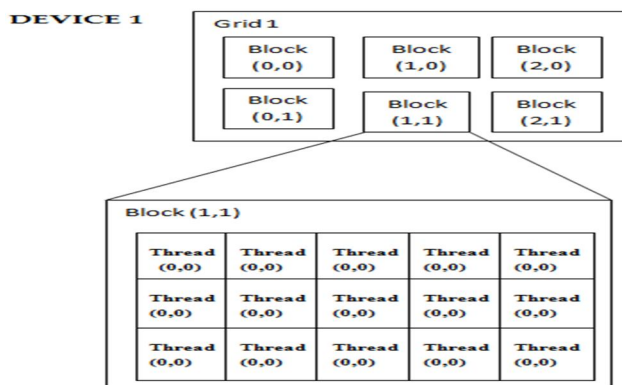 DEVICE 1
Grid 1
Block Block Block
(0,0) (1,0) (2,0)
Block Block Block
(0,1) (1,1) (2,1)
Block (1,1)
Thread Thread Thread Thread Thread
(0,0) (0,0) (0,0) (0,0) (0,0)
Thread Thread Thread Thread Thread
(0,0) (0,0) (0,0) (0,0) (0,0)
Thread Thread Thread Thread Thread
(0,0) (0,0) (0,0) (0,0) (0,0)